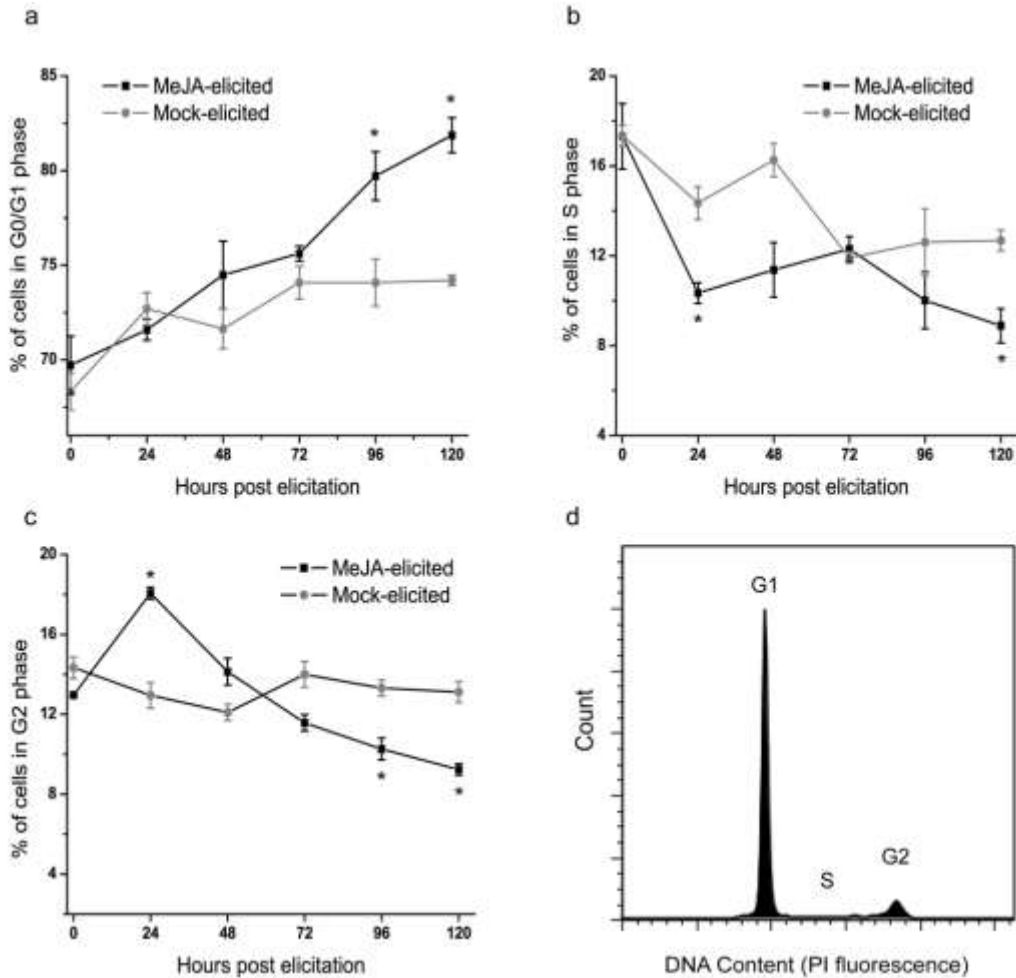 a
MeJA-elicited
Mock-elicited
% of cells in G0/G1 phase
85
80
75
70
0 24 48 72 96 120
Hours post elicitation
*
*
b
MeJA-elicited
Mock-elicited
% of cells in S phase
20
16
12
8
4
0 24 48 72 96 120
Hours post elicitation
*
*
c
MeJA-elicited
Mock-elicited
% of cells in G2 phase
20
16
12
8
4
0 24 48 72 96 120
Hours post elicitation
*
*
*
d
G1
S
G2
Count
DNA Content (PI fluorescence)